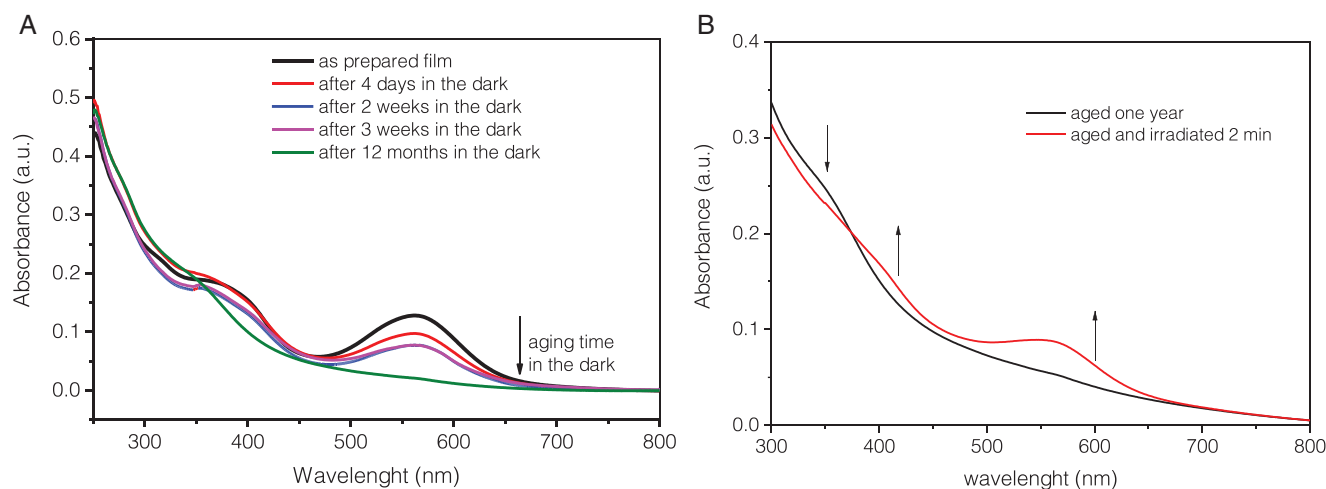 A
0.6
0.5
0.4
0.3
0.2
0.1
0.0
Absorbance (a.u.)
as prepared film
after 4 days in the dark
after 2 weeks in the dark
after 3 weeks in the dark
after 12 months in the dark
aging time
in the dark
300 400 500 600 700 800
Wavelenght (nm)
B
0.4
0.3
0.2
0.1
0.0
Absorbance (a.u.)
aged one year
aged and irradiated 2 min
300 400 500 600 700 800
wavelenght (nm)